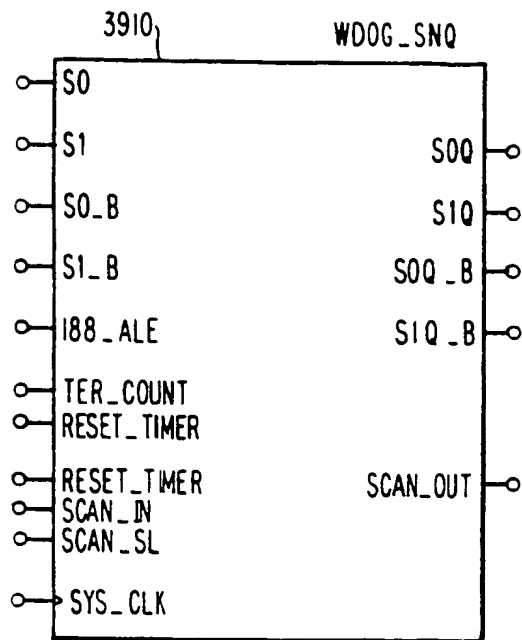 3910 WDOG_SNQ
S0
S1 S0Q
S0_B S1Q
S1_B S0Q_B
I88_ALE S1Q_B
TER_COUNT
RESET_TIMER
RESET_TIMER SCAN_OUT
SCAN_IN
SCAN_SL
SYS_CLK